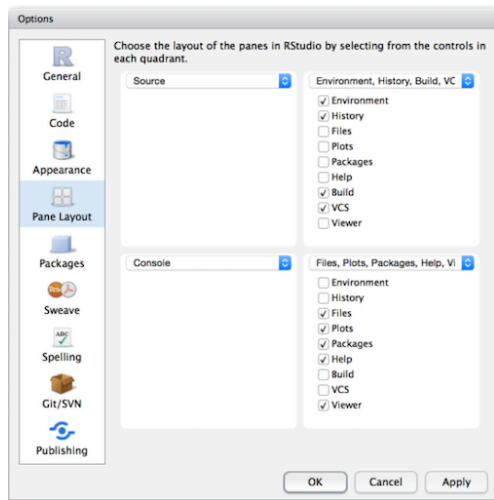 Options
Choose the layout of the panes in RStudio by selecting from the controls in
each quadrant.
R
General
Code
Appearance
Pane Layout
Packages
Sweave
ABC
Spelling
Git/SVN
Publishing
Source
Environment, History, Build, VC
Environment
History
Files
Plots
Packages
Help
Build
VCS
Viewer
Console
Files, Plots, Packages, Help, Vi
Environment
History
Files
Plots
Packages
Help
Build
VCS
Viewer
OK
Cancel
Apply